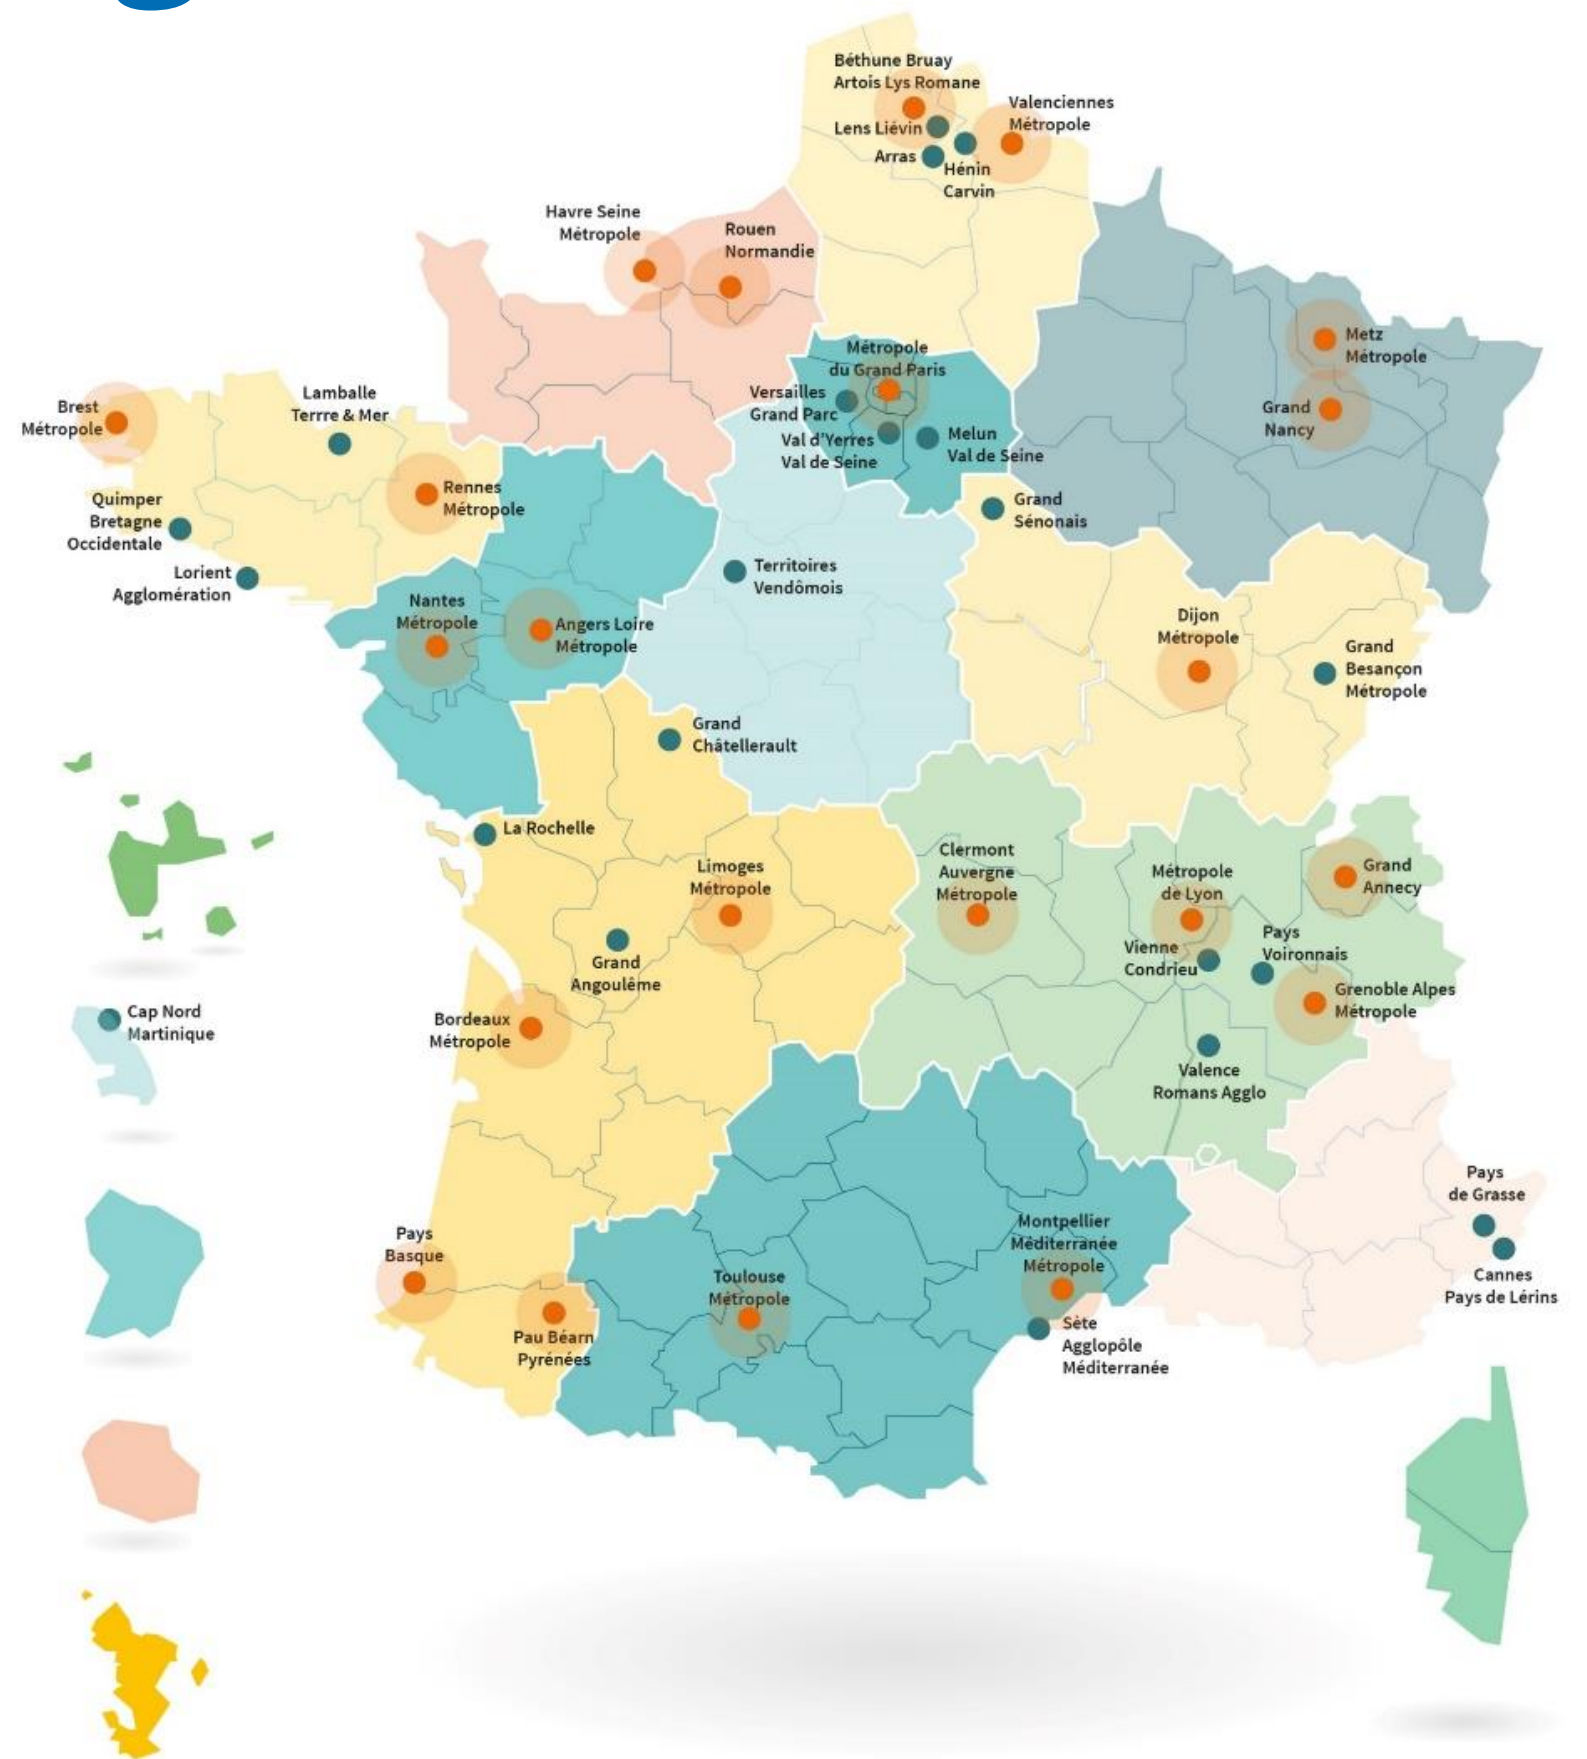 Béthune Bruay
Artois Lys Romane
Valenciennes
Métropole
Lens Liévin
Arras
Hénin
Carvin
Havre Seine
Métropole
Rouen
Normandie
Métropole
du Grand Paris
Versailles
Grand Parc
Val d'Yerres
Val de Seine
Melun
Val de Seine
Metz
Métropole
Grand
Nancy
Brest
Métropole
Lamballe
Terrre & Mer
Rennes
Métropole
Quimper
Bretagne
Occidentale
Lorient
Agglomération
Grand
Sénonais
Territoires
Vendômois
Nantes
Métropole
Angers Loire
Métropole
Dijon
Métropole
Grand
Besançon
Métropole
Grand
Châtellerault
La Rochelle
Limoges
Métropole
Clermont
Auvergne
Métropole
Métropole
de Lyon
Grand
Annecy
Vienne
Condrieu
Pays
Voironnais
Grand
Angoulême
Grenoble Alpes
Métropole
Bordeaux
Métropole
Cap Nord
Martinique
Valence
Romans Agglo
Pays
de Grasse
Cannes
Pays de Lérins
Pays
Basque
Pau Béarn
Pyrénées
Toulouse
Métropole
Montpellier
Méditerranée
Métropole
Sète
Agglopôle
Méditerranée